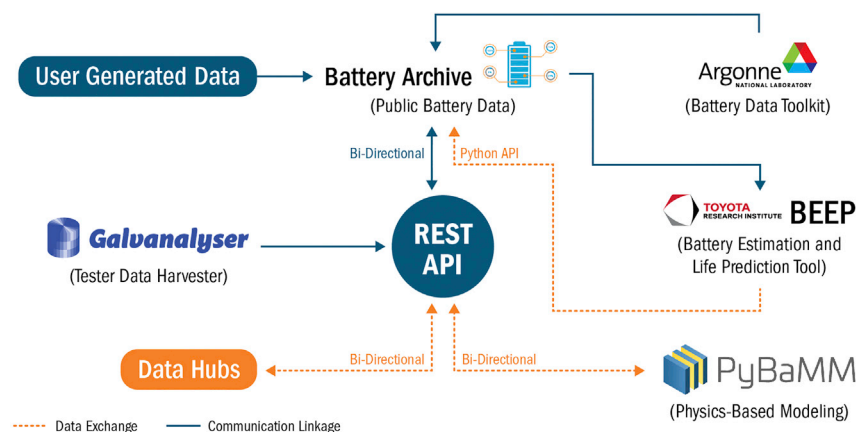 User Generated Data
Battery Archive
(Public Battery Data)
Argonne
NATIONAL LABORATORY
(Battery Data Toolkit)
Bi-Directional
Python API
TOYOTA
RESEARCH INSTITUTE
BEEP
(Battery Estimation and
Life Prediction Tool)
Galvanalyser
(Tester Data Harvester)
REST
API
Data Hubs
Bi-Directional
Bi-Directional
PyBaMM
(Physics-Based Modeling)
Data Exchange
Communication Linkage